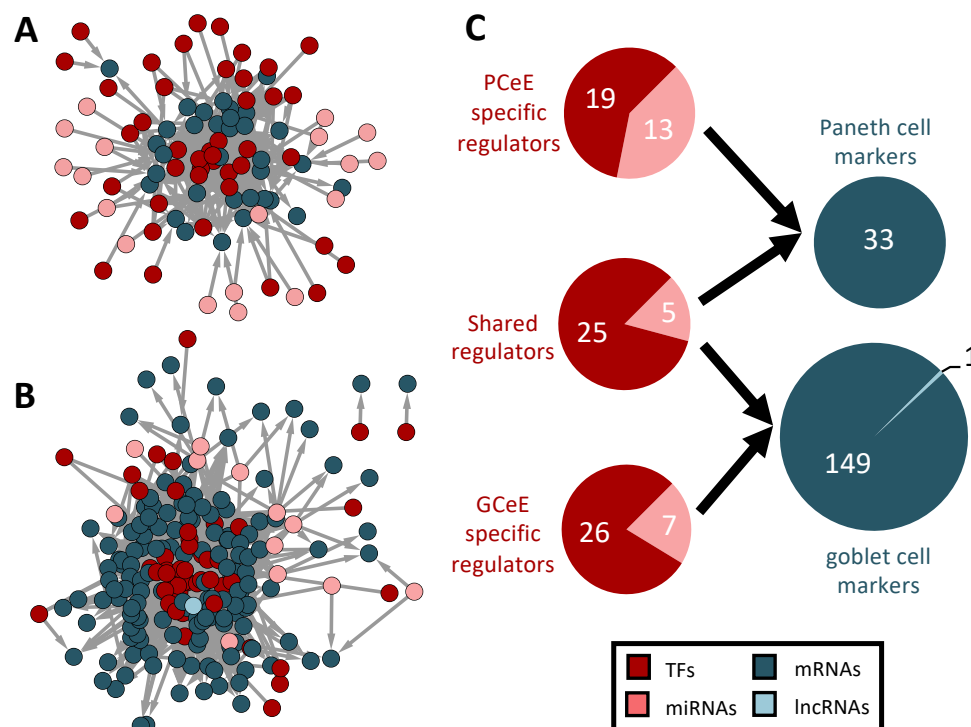 A
B
C
PCeE
specific
regulators
19
13
Paneth cell
markers
33
Shared
regulators
25
5
1
149
GCeE
specific
regulators
26
7
goblet cell
markers
TFs
mRNAs
miRNAs
lncRNAs